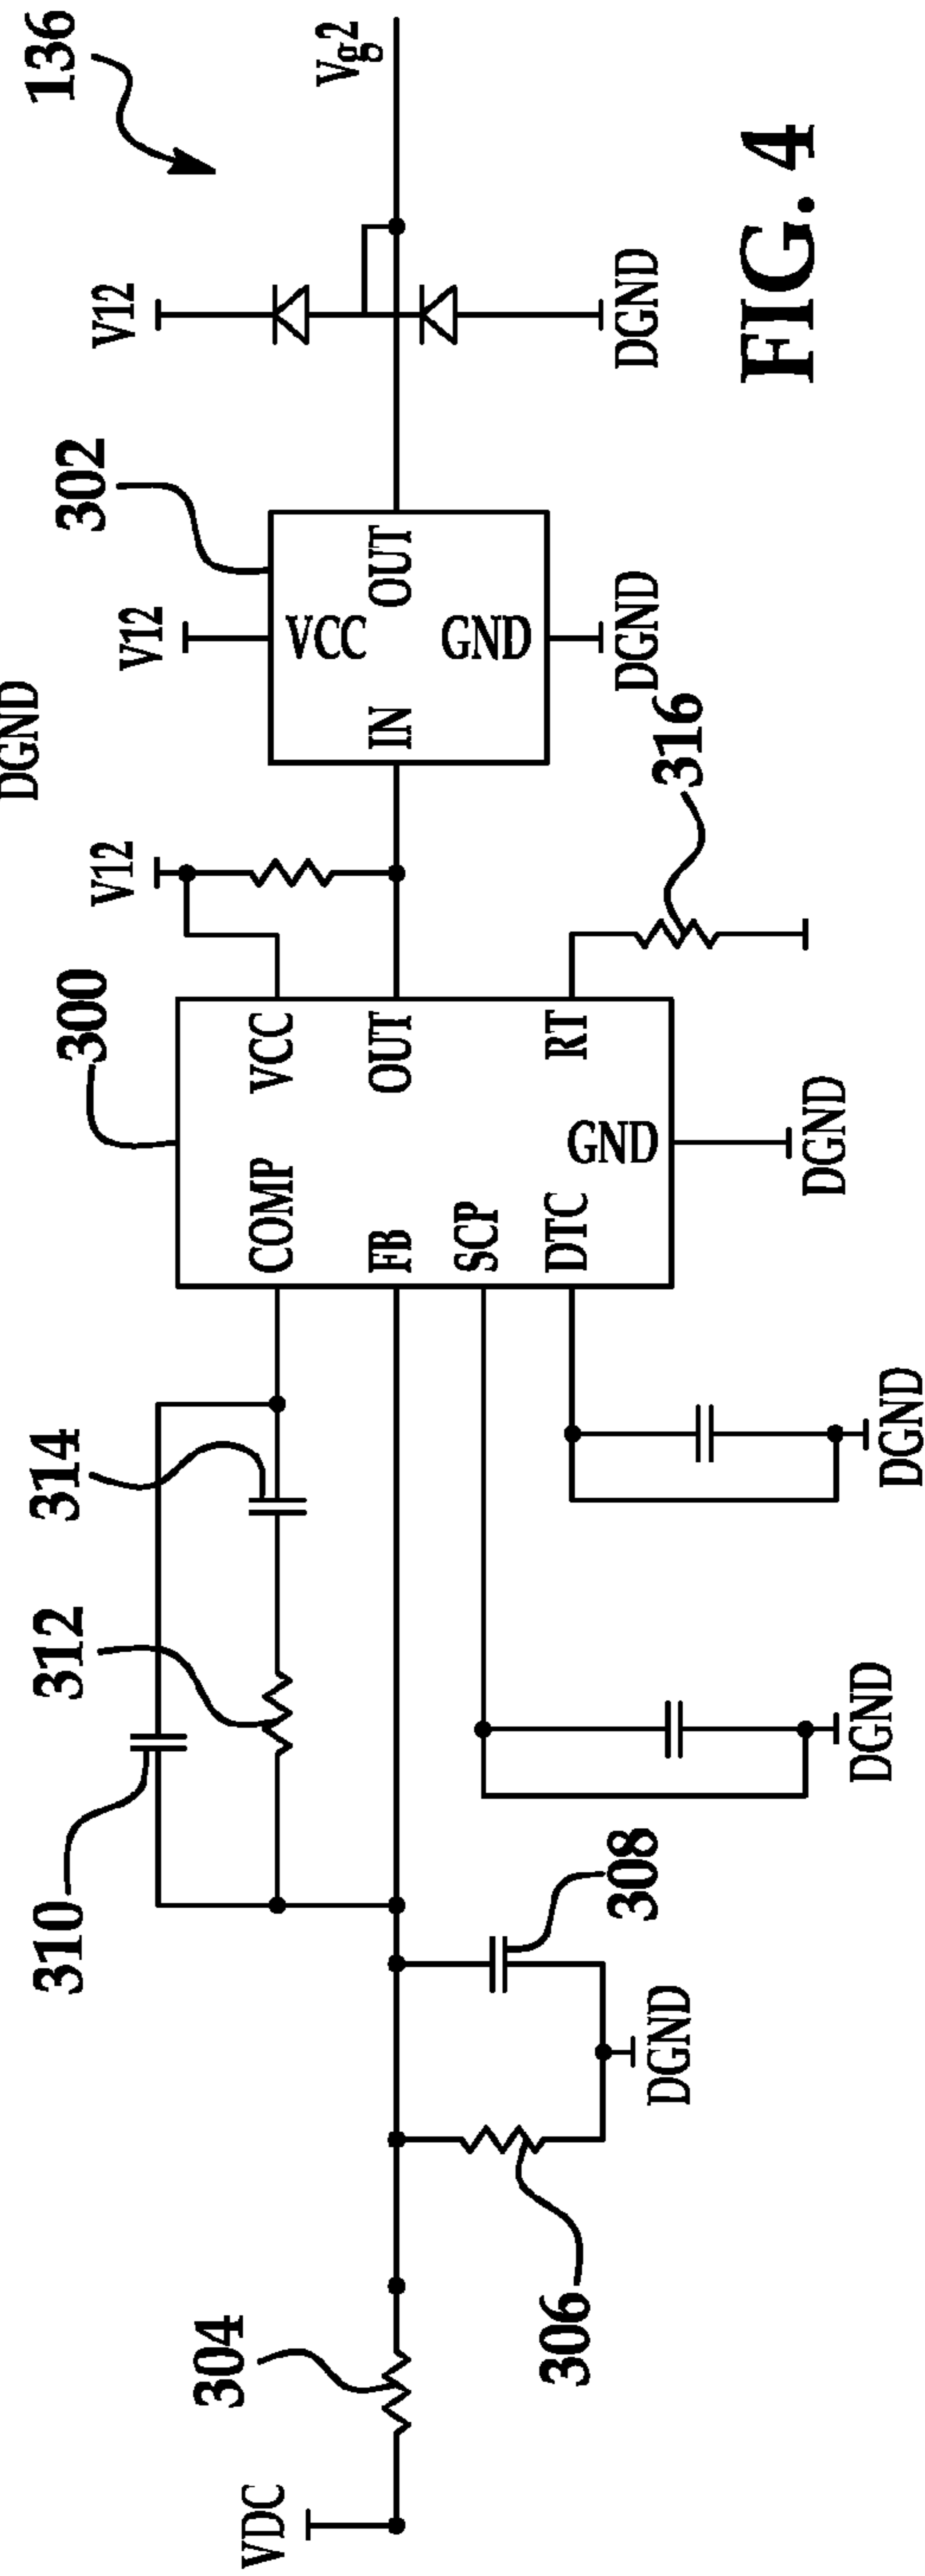 136
DGND
V12
Vg2
302
V12
V12
300
VCC
OUT
IN
GND
DGND
DGND
316
314
COMP
VCC
FB
OUT
SCP
DTC
RT
GND
DGND
312
310
DGND
DGND
308
DGND
306
304
VDC
FIG. 4